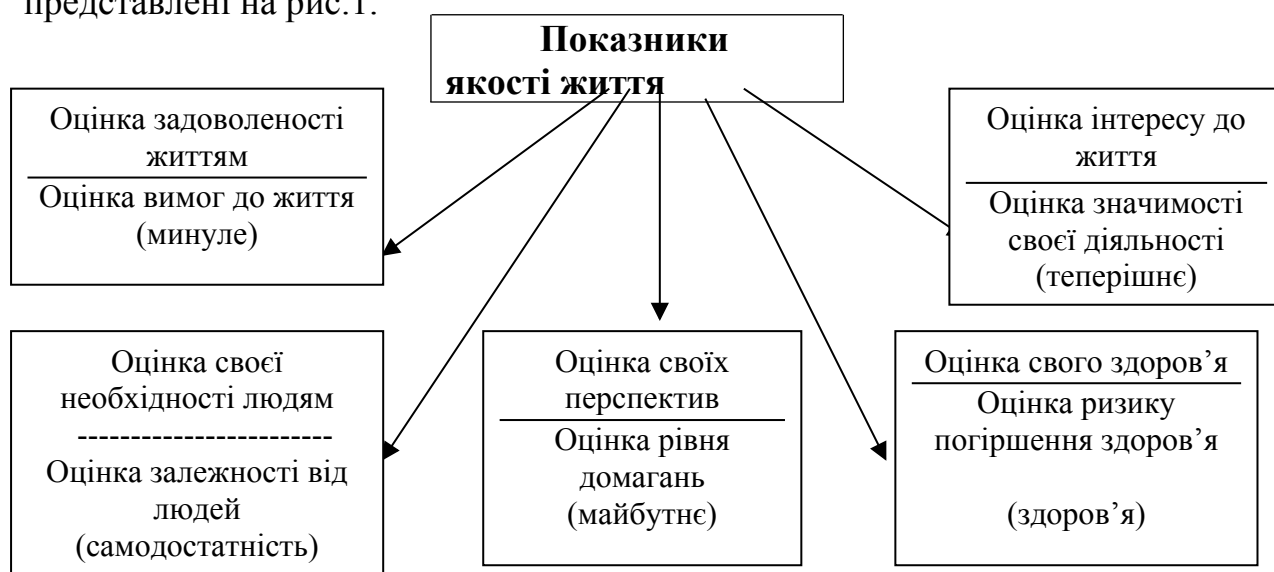 представлені на рис.1.
Показники
якості життя
Оцінка задоволеності
життям
Оцінка вимог до життя
(минуле)
Оцінка інтересу до
життя
Оцінка значимості
своєї діяльності
(теперішнє)
Оцінка своєї
необхідності людям
------------------------
Оцінка залежності від
людей
(самодостатність)
Оцінка своїх
перспектив
Оцінка рівня
домагань
(майбутнє)
Оцінка свого здоров’я
Оцінка ризику
погіршення здоров’я
(здоров’я)